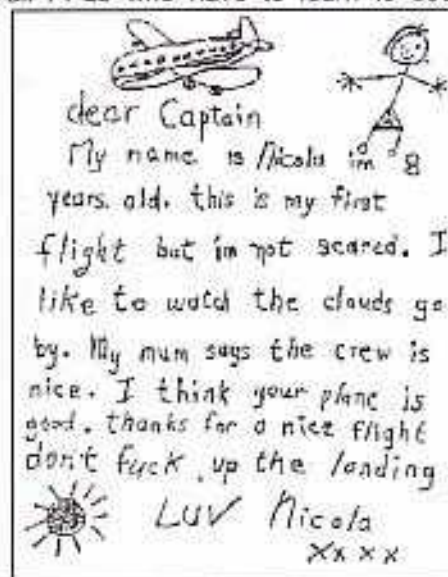 dear Captain
My name is Nicola im 8
years old. this is my first
flight but im not scared. I
like to watch the clouds go
by. My mum says the crew is
nice. I think your plane is
good. thanks for a nice flight
don't fuck up the landing
LUV Nicola
xxxx